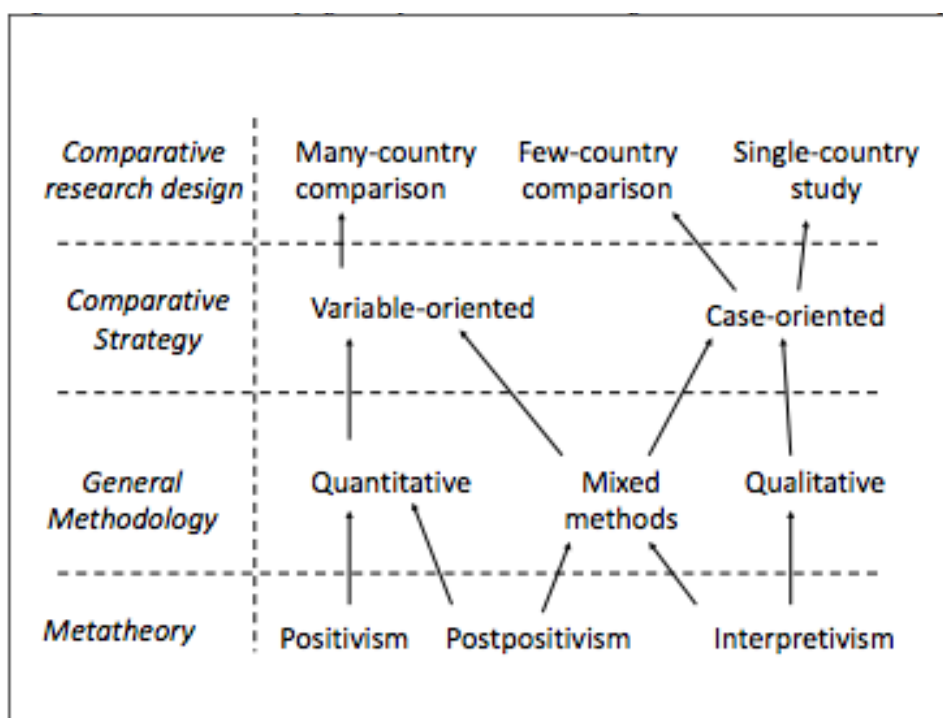 Comparative
research design
Many-country
comparison
Few-country
comparison
Single-country
study
Comparative
Strategy
Variable-oriented
Case-oriented
General
Methodology
Quantitative
Mixed
methods
Qualitative
Metatheory
Positivism
Postpositivism
Interpretivism